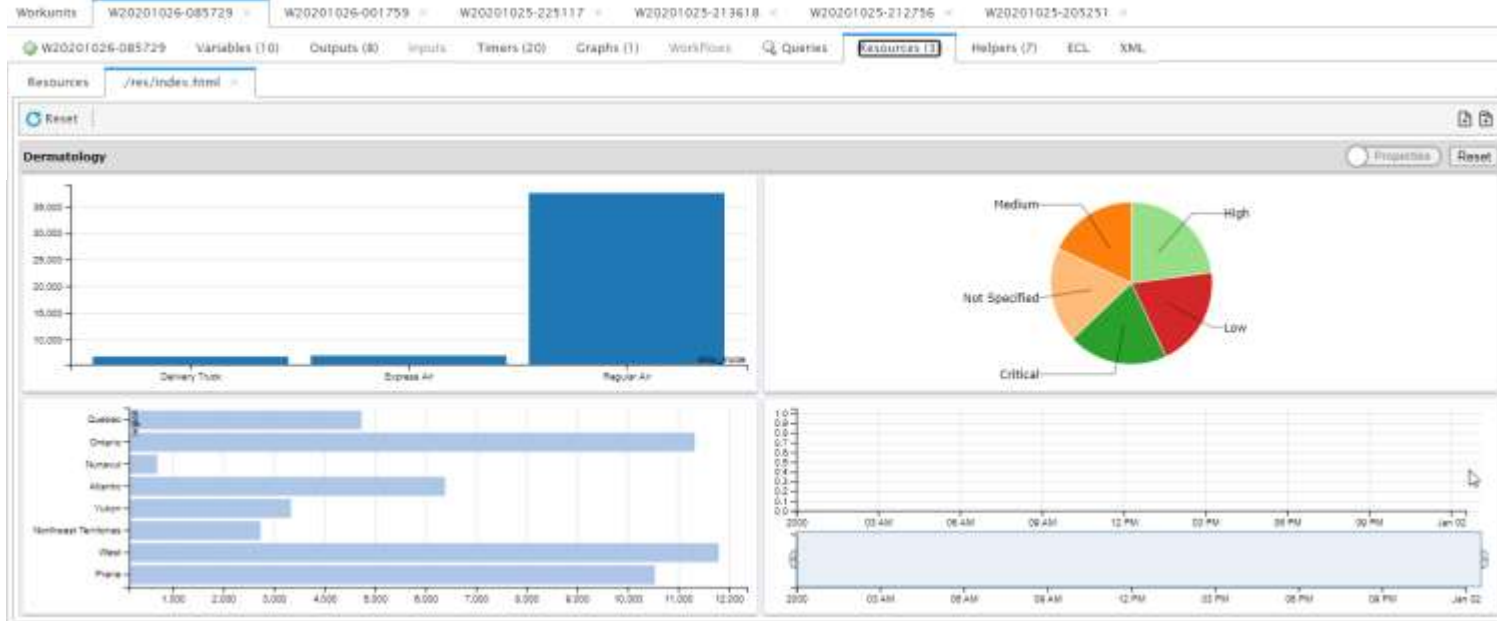 Workunits W20201026-085729 W20201026-001759 W20201025-225117 W20201025-213618 W20201025-212756 W20201025-205251
W20201026-085729 Variables (10) Outputs (8) Inputs Timers (20) Graphs (1) Workflows Queries Resources (3) Helpers (7) ECL XML
Resources /res/index.html
Reset
Dermatology Properties Reset
35,000
30,000
25,000
20,000
15,000
10,000
Delivery Truck Express Air Regular Air
Medium
High
Not Specified
Low
Critical
Quebec
Ontario
Nunavut
Atlantic
Yukon
Northwest Territories
West
Prarie
1,000 2,000 3,000 4,000 5,000 6,000 7,000 8,000 9,000 10,000 11,000 12,000
1.0
0.9
0.8
0.7
0.6
0.5
0.4
0.3
0.2
0.1
0.0
2000 03 AM 06 AM 09 AM 12 PM 03 PM 06 PM 09 PM Jan 02
2000 03 AM 06 AM 09 AM 12 PM 03 PM 06 PM 09 PM Jan 02